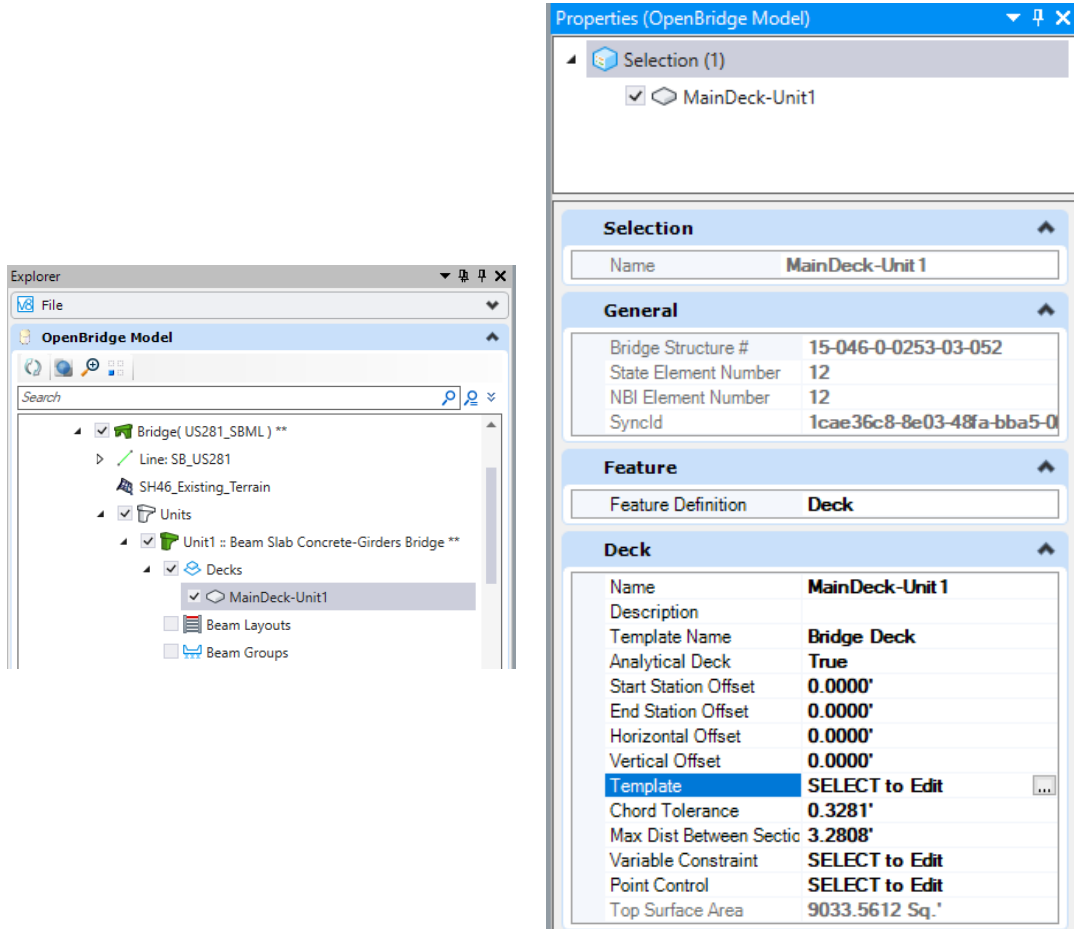 Explorer
File
OpenBridge Model
Search
Bridge( US281_SBML ) **
Line: SB_US281
SH46_Existing_Terrain
Units
Unit1 :: Beam Slab Concrete-Girders Bridge **
Decks
MainDeck-Unit1
Beam Layouts
Beam Groups
Properties (OpenBridge Model)
Selection (1)
MainDeck-Unit1
Selection
Name MainDeck-Unit1
General
Bridge Structure # 15-046-0-0253-03-052
State Element Number 12
NBI Element Number 12
SyncId 1cae36c8-8e03-48fa-bba5-0
Feature
Feature Definition Deck
Deck
Name MainDeck-Unit1
Description
Template Name Bridge Deck
Analytical Deck True
Start Station Offset 0.0000'
End Station Offset 0.0000'
Horizontal Offset 0.0000'
Vertical Offset 0.0000'
Template SELECT to Edit ...
Chord Tolerance 0.3281'
Max Dist Between Sectio 3.2808'
Variable Constraint SELECT to Edit
Point Control SELECT to Edit
Top Surface Area 9033.5612 Sq.'